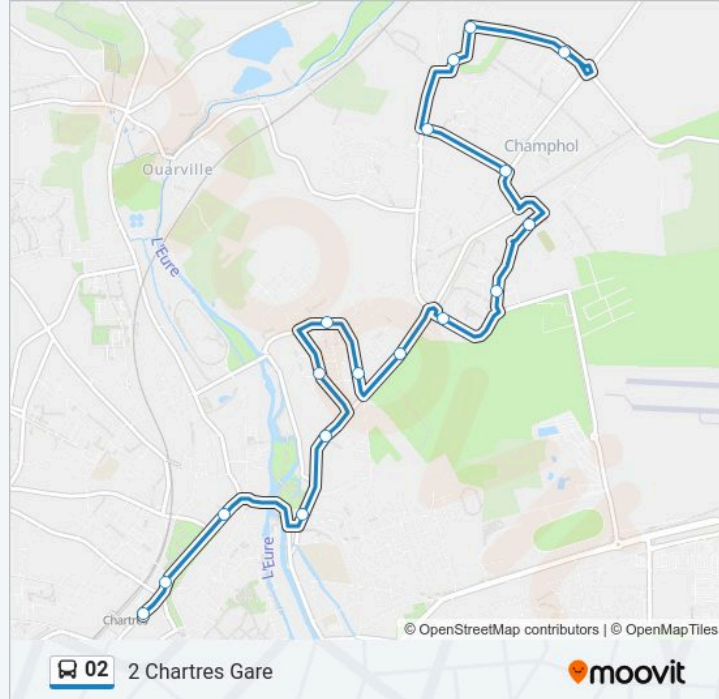 Champhol
Ouarville
L'Eure
L'Eure
Chartres
© OpenStreetMap contributors | © OpenMapTiles
02 2 Chartres Gare
moovit